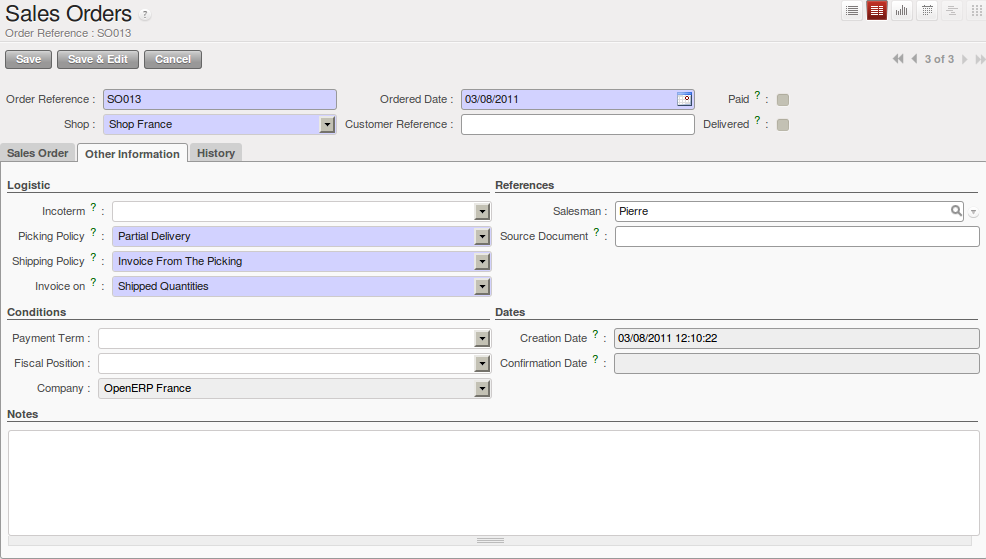 Sales Orders ?
Order Reference : SO013
Save Save & Edit Cancel 3 of 3
Order Reference : SO013 Ordered Date : 03/08/2011 Paid ? :
Shop : Shop France Customer Reference : Delivered ? :
Sales Order Other Information History
Logistic References
Incoterm ? : Salesman : Pierre
Picking Policy ? : Partial Delivery Source Document ? :
Shipping Policy ? : Invoice From The Picking
Invoice on ? : Shipped Quantities
Conditions Dates
Payment Term : Creation Date ? : 03/08/2011 12:10:22
Fiscal Position : Confirmation Date ? :
Company : OpenERP France
Notes